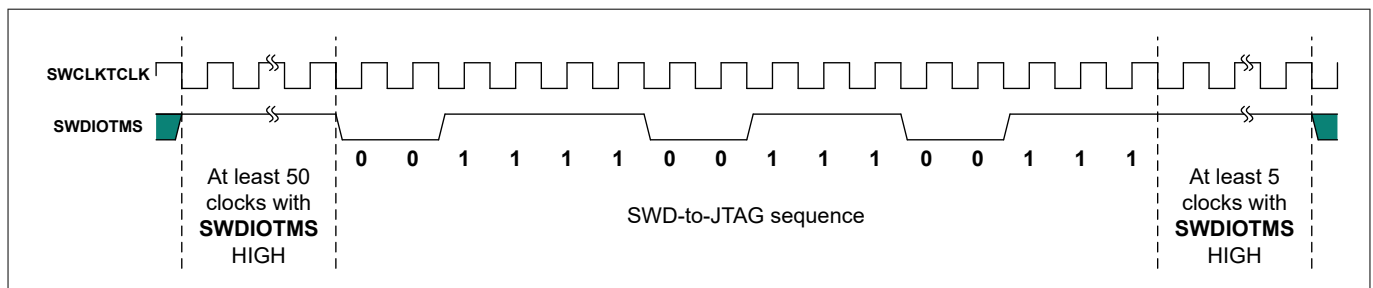 SWCLKTCLK
SWDIOTMS
0 0 1 1 1 1 0 0 1 1 1 0 0 1 1 1
At least 50
clocks with
SWDIOTMS
HIGH
SWD-to-JTAG sequence
At least 5
clocks with
SWDIOTMS
HIGH